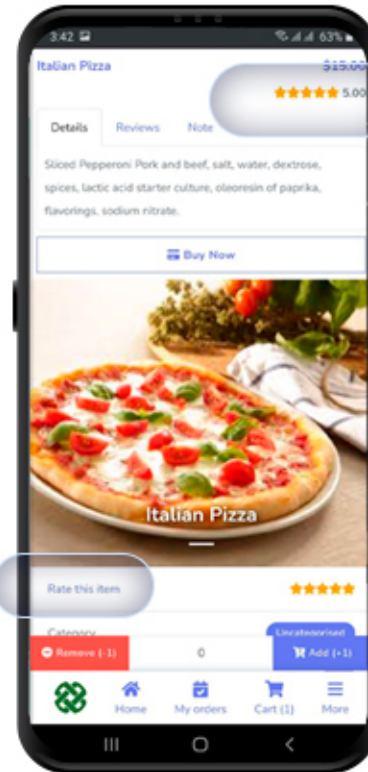 3:42 63%
Italian Pizza $15.00
5.00
Details Reviews Note
Sliced Pepperoni Pork and beef, salt, water, dextrose,
spices, lactic acid starter culture, oleoresin of paprika,
flavorings, sodium nitrate.
Buy Now
Italian Pizza
Rate this item
Category Uncategorised
Remove (-1) 0 Add (+1)
Home My orders Cart (1) More